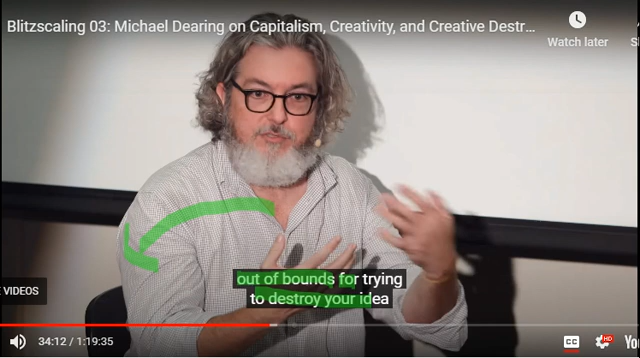 Blitzscaling 03: Michael Dearing on Capitalism, Creativity, and Creative Destr...
Watch later
out of bounds for trying
to destroy your idea
VIDEOS
34:12 / 1:19:35
CC
HD